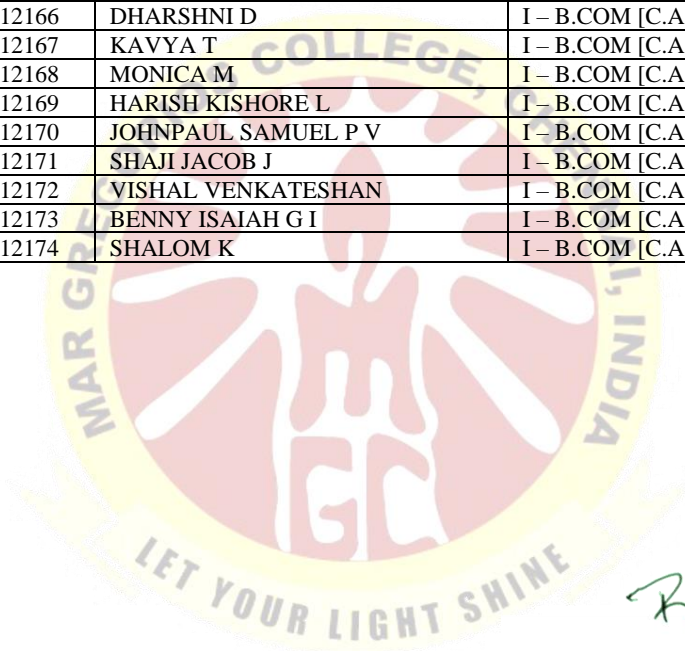 12166 DHARSHNI D I – B.COM [C.A
12167 KAVYA T I – B.COM [C.A
12168 MONICA M I – B.COM [C.A
12169 HARISH KISHORE L I – B.COM [C.A
12170 JOHNPAUL SAMUEL P V I – B.COM [C.A
12171 SHAJI JACOB J I – B.COM [C.A
12172 VISHAL VENKATESHAN I – B.COM [C.A
12173 BENNY ISAIAH G I I – B.COM [C.A
12174 SHALOM K I – B.COM [C.A
MAR GREGORIOS COLLEGE, CHENNAI, INDIA
MGC
LET YOUR LIGHT SHINE